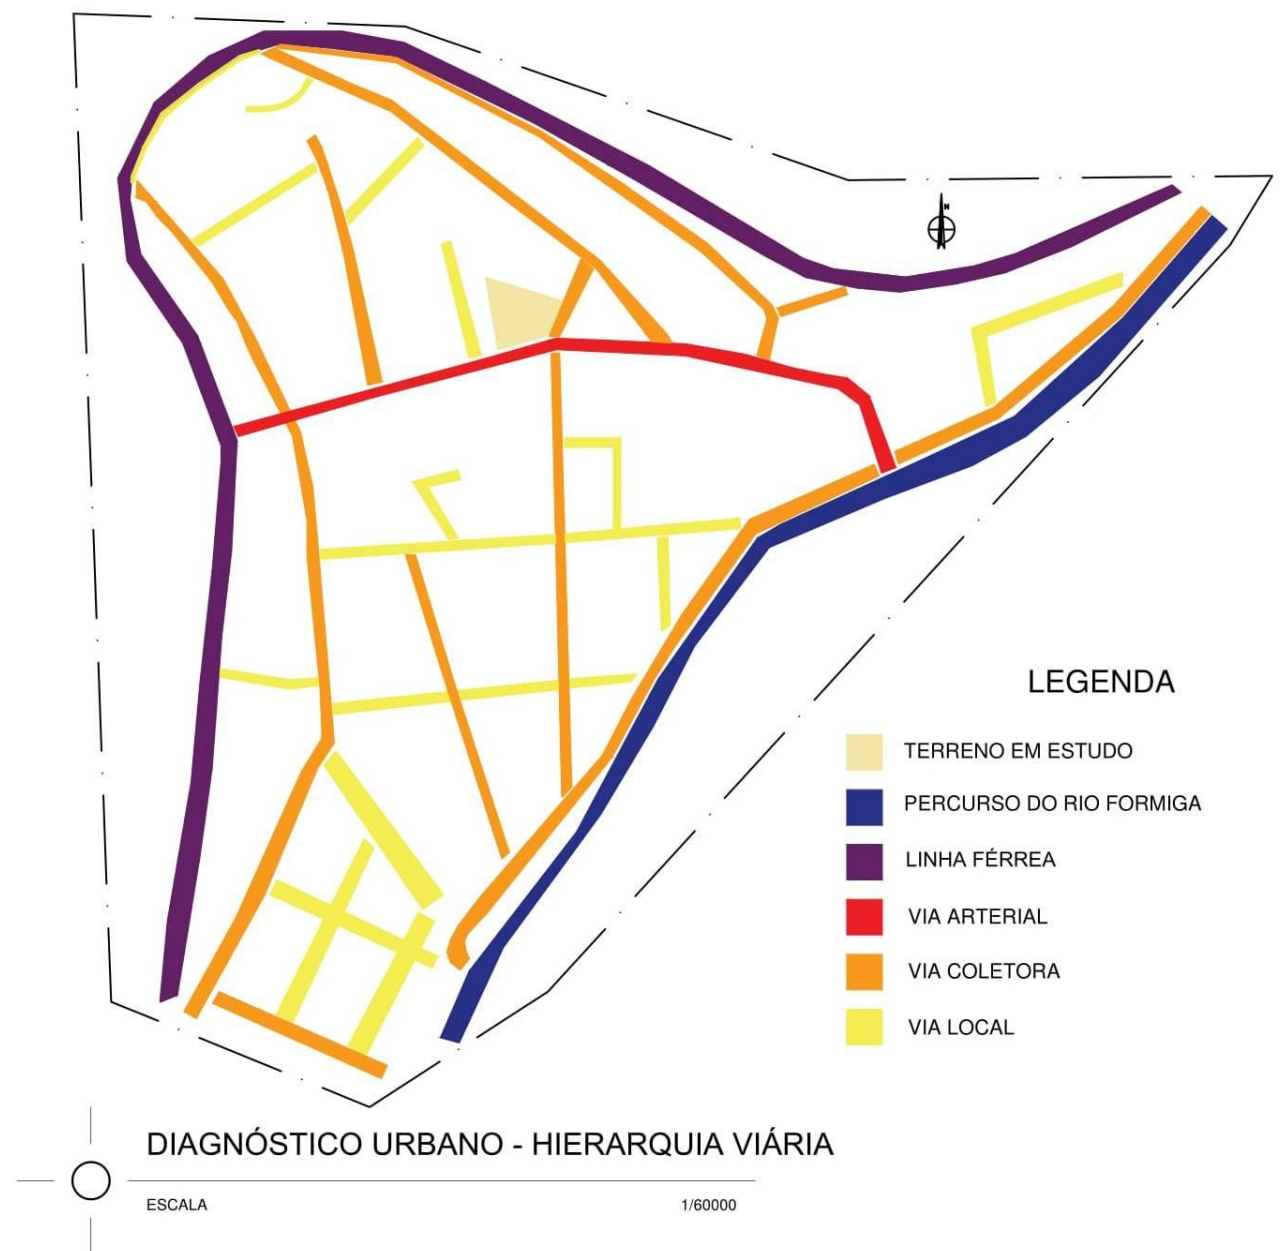 N
LEGENDA
TERRENO EM ESTUDO
PERCURSO DO RIO FORMIGA
LINHA FÉRREA
VIA ARTERIAL
VIA COLETORA
VIA LOCAL
DIAGNÓSTICO URBANO - HIERARQUIA VIÁRIA
ESCALA 1/60000